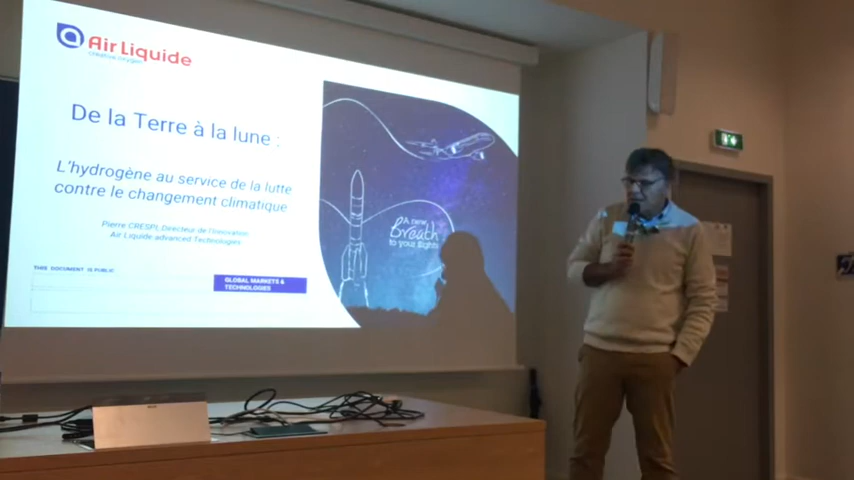 Air Liquide
creative oxygen
De la Terre à la lune :
L'hydrogène au service de la lutte
contre le changement climatique
Pierre CRESPI, Directeur de l'Innovation
Air Liquide advanced Technologies
THIS DOCUMENT IS PUBLIC
GLOBAL MARKETS &
TECHNOLOGIES
A new
Breath
to your flights